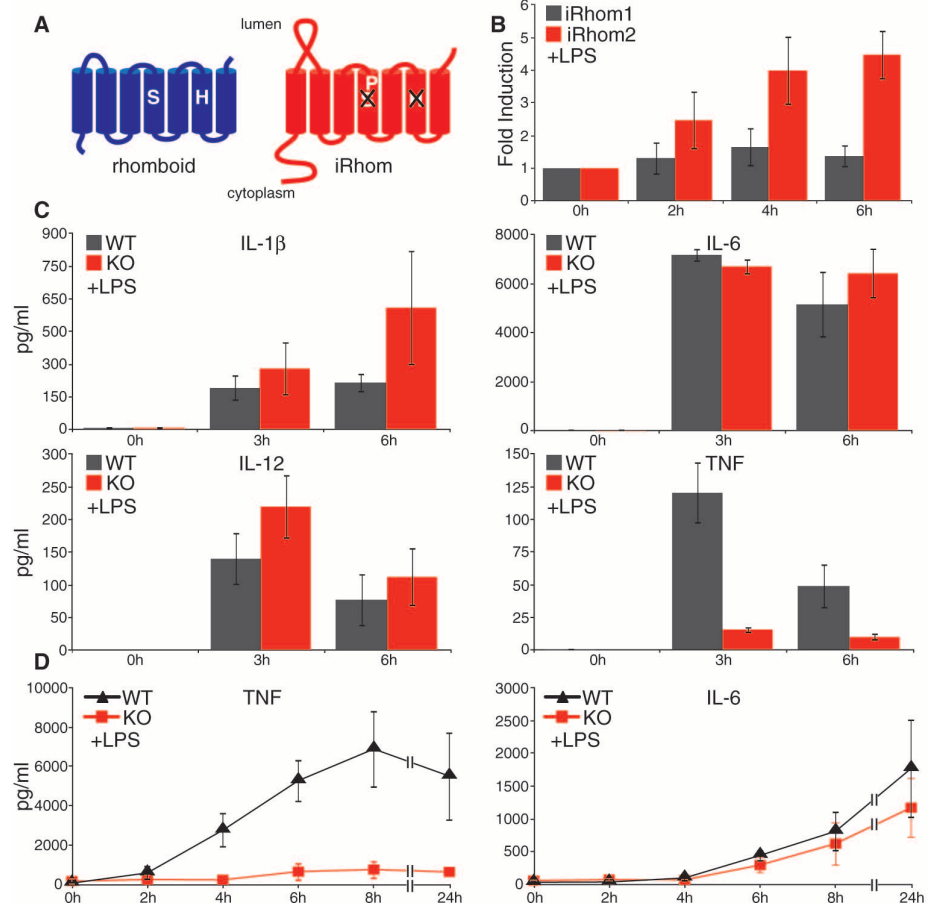 A
lumen
S H
rhomboid
P
iRhom
cytoplasm
B
iRhom1
iRhom2
+LPS
Fold Induction
6
5
4
3
2
1
0
0h 2h 4h 6h
C
IL-1β
WT
KO
+LPS
pg/ml
900
750
650
500
300
150
0
0h 3h 6h
IL-6
WT
KO
+LPS
8000
6000
4000
2000
0
0h 3h 6h
IL-12
WT
KO
+LPS
pg/ml
300
250
200
150
100
50
0
0h 3h 6h
TNF
WT
KO
+LPS
150
125
100
75
50
25
0
0h 3h 6h
D
TNF
WT
KO
+LPS
pg/ml
10000
8000
6000
4000
2000
0
0h 2h 4h 6h 8h 24h
IL-6
WT
KO
+LPS
3000
2500
2000
1500
1000
500
0
0h 2h 4h 6h 8h 24h